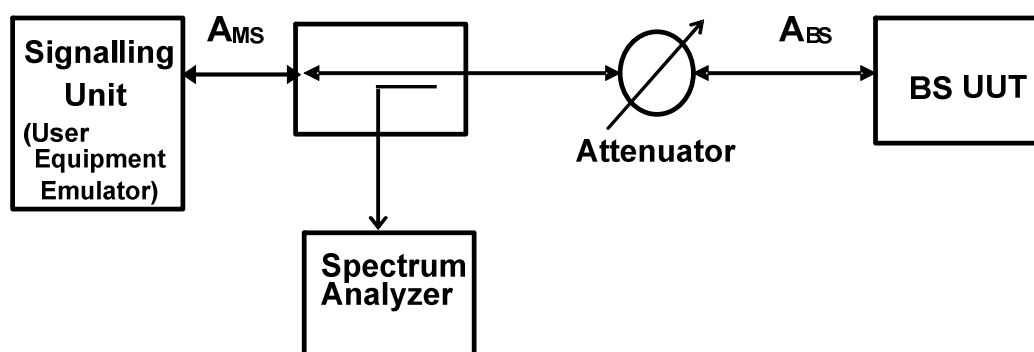 Signalling
Unit
(User
Equipment
Emulator)
AMS
Attenuator
ABS
BS UUT
Spectrum
Analyzer